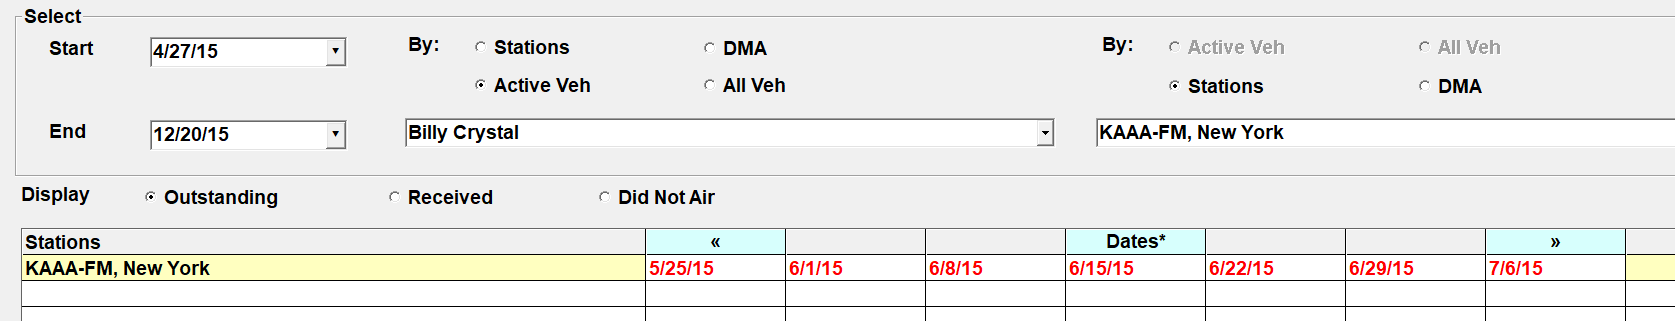 Select
Start 4/27/15 By: Stations DMA By: Active Veh All Veh
Active Veh All Veh Stations DMA
End 12/20/15 Billy Crystal KAAA-FM, New York
Display Outstanding Received Did Not Air
Stations « Dates* »
KAAA-FM, New York 5/25/15 6/1/15 6/8/15 6/15/15 6/22/15 6/29/15 7/6/15